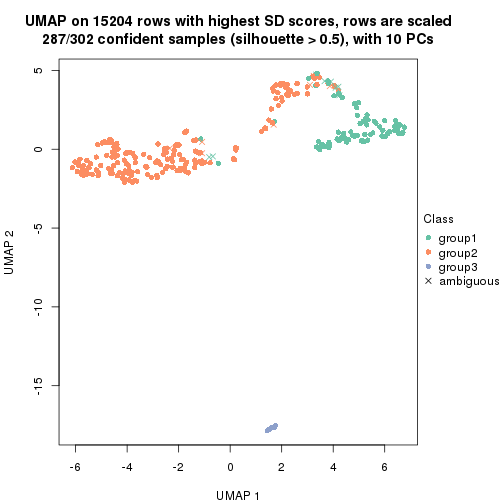 UMAP on 15204 rows with highest SD scores, rows are scaled
287/302 confident samples (silhouette > 0.5), with 10 PCs
5
0
-5
-10
-15
UMAP 2
-6 -4 -2 0 2 4 6
UMAP 1
Class
group1
group2
group3
ambiguous